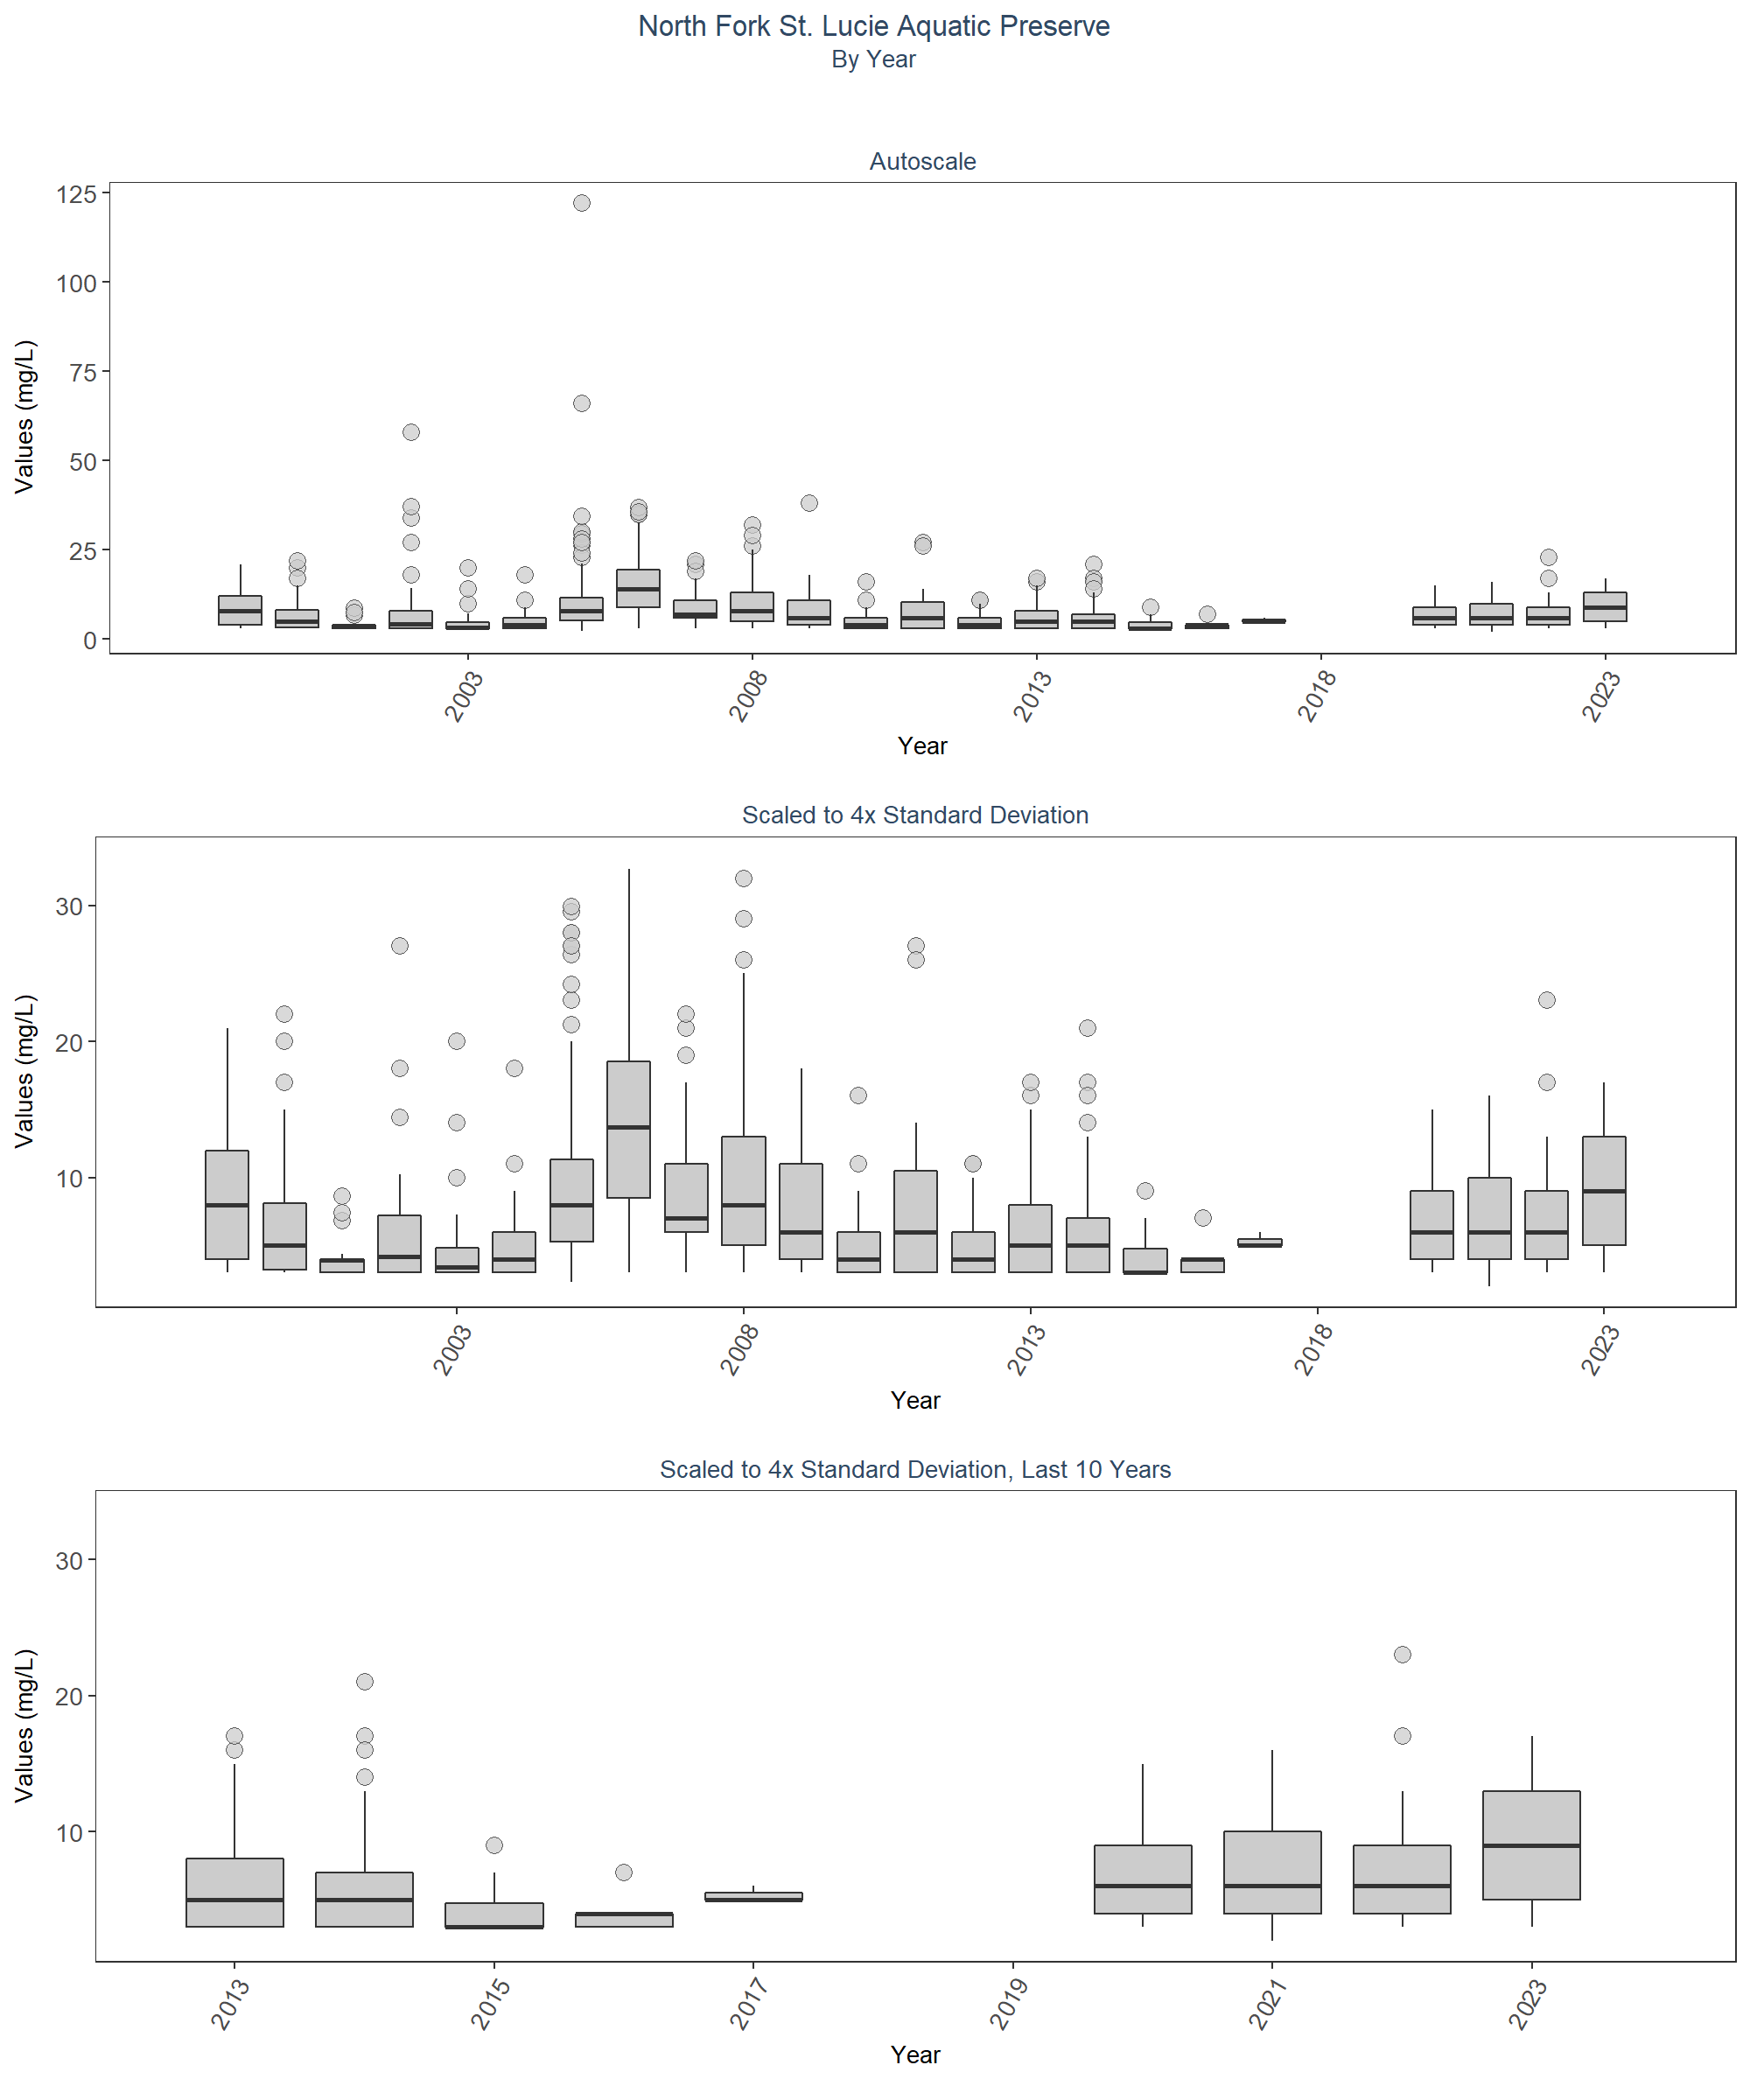 North Fork St. Lucie Aquatic Preserve
By Year
Autoscale
Values (mg/L)
125
100
75
50
25
0
2003
2008
2013
2018
2023
Year
Scaled to 4x Standard Deviation
Values (mg/L)
30
20
10
2003
2008
2013
2018
2023
Year
Scaled to 4x Standard Deviation, Last 10 Years
Values (mg/L)
30
20
10
2013
2015
2017
2019
2021
2023
Year